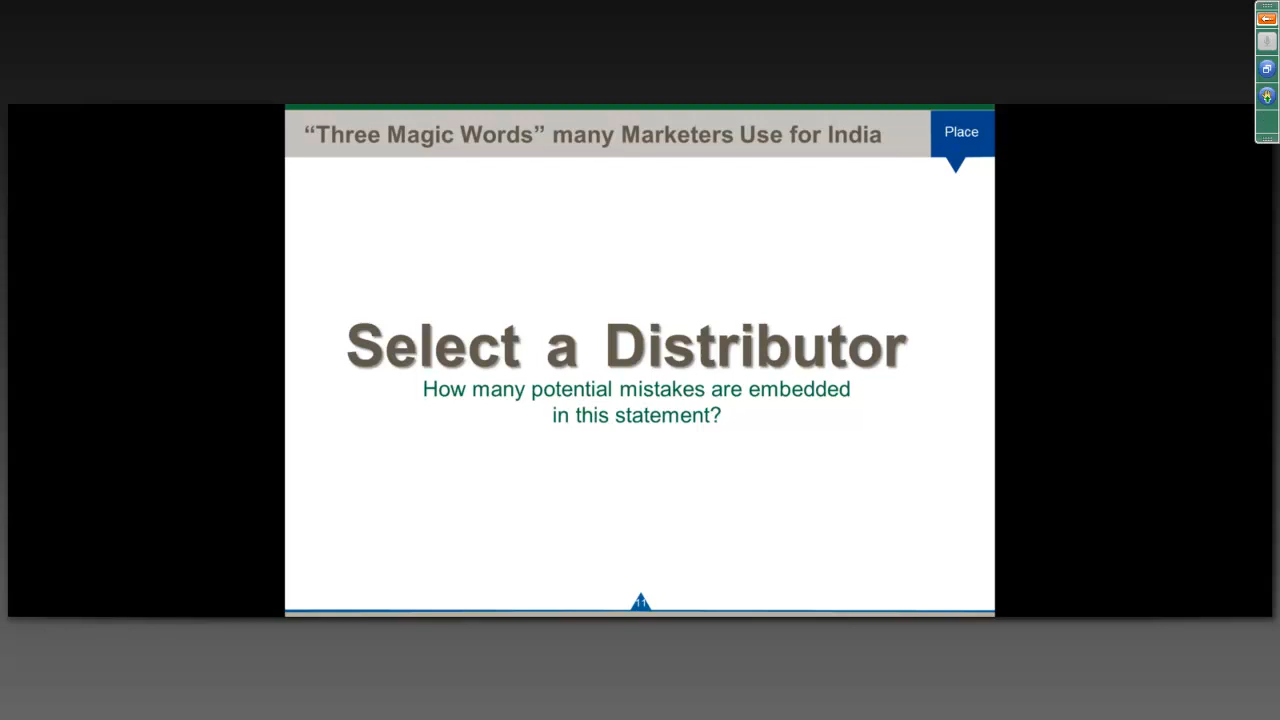 “Three Magic Words” many Marketers Use for India
Place
Select a Distributor
How many potential mistakes are embedded
in this statement?
11